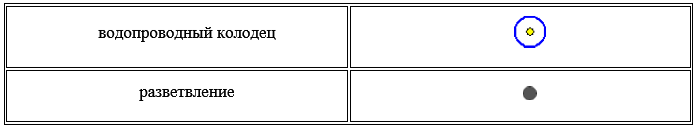 водопроводный колодец
разветвление